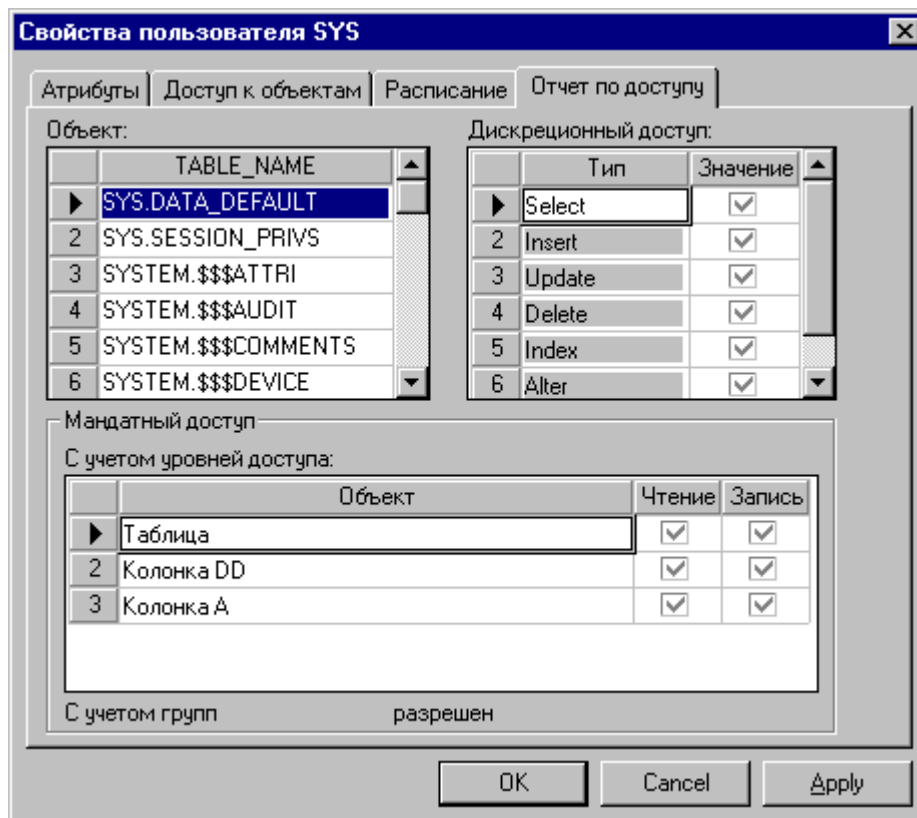 Свойства пользователя SYS
Атрибуты Доступ к объектам Расписание Отчет по доступу
Объект:
TABLE_NAME
SYS.DATA_DEFAULT
2 SYS.SESSION_PRIVS
3 SYSTEM.$$$ATTRI
4 SYSTEM.$$$AUDIT
5 SYSTEM.$$$COMMENTS
6 SYSTEM.$$$DEVICE
Дискреционный доступ:
Тип Значение
Select
2 Insert
3 Update
4 Delete
5 Index
6 Alter
Мандатный доступ
С учетом уровней доступа:
Объект Чтение Запись
Таблица
2 Колонка DD
3 Колонка A
С учетом групп разрешен
OK Cancel Apply